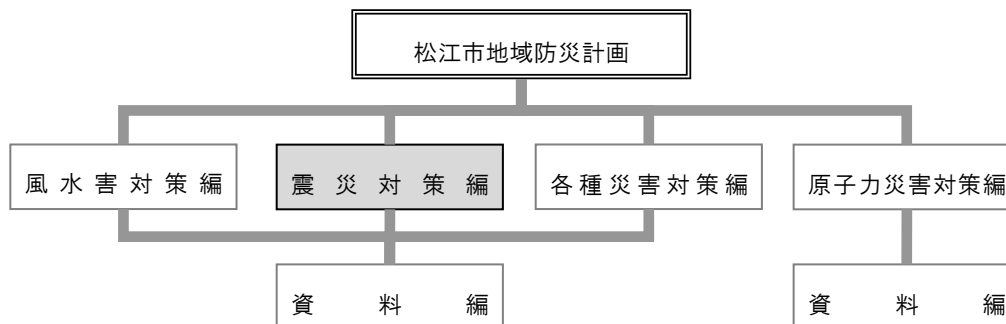 松江市地域防災計画
風水害対策編
震災対策編
各種災害対策編
原子力災害対策編
資料編
資料編